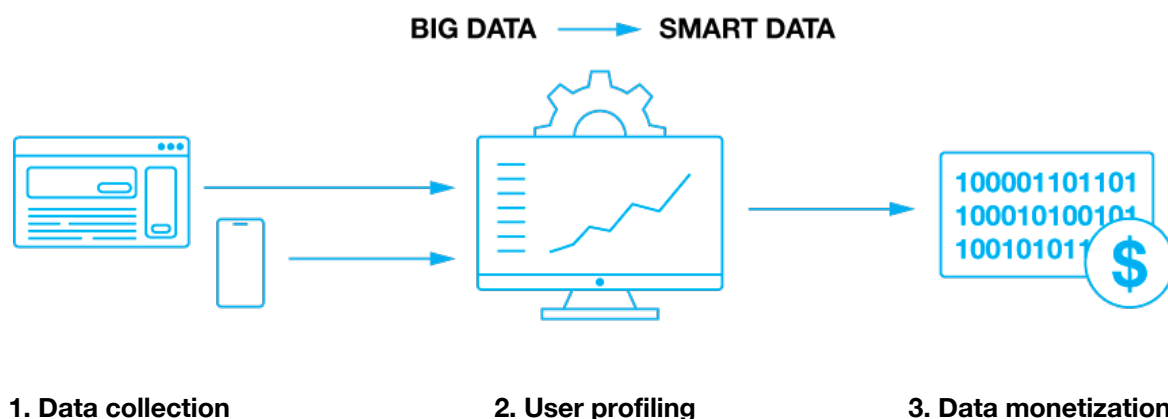 BIG DATA SMART DATA
100001101101
100010100101
10010101
$
1. Data collection
2. User profiling
3. Data monetization